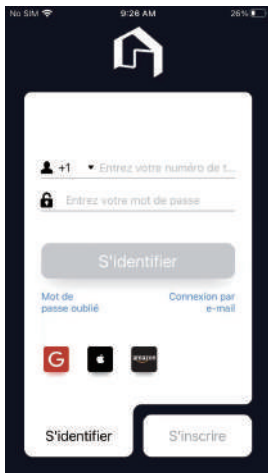 No SIM 9:26 AM 26%
+1 Entrez votre numéro de t...
Entrez votre mot de passe
S'identifier
Mot de passe oublié
Connexion par e-mail
G amazon
S'identifier S'inscrire